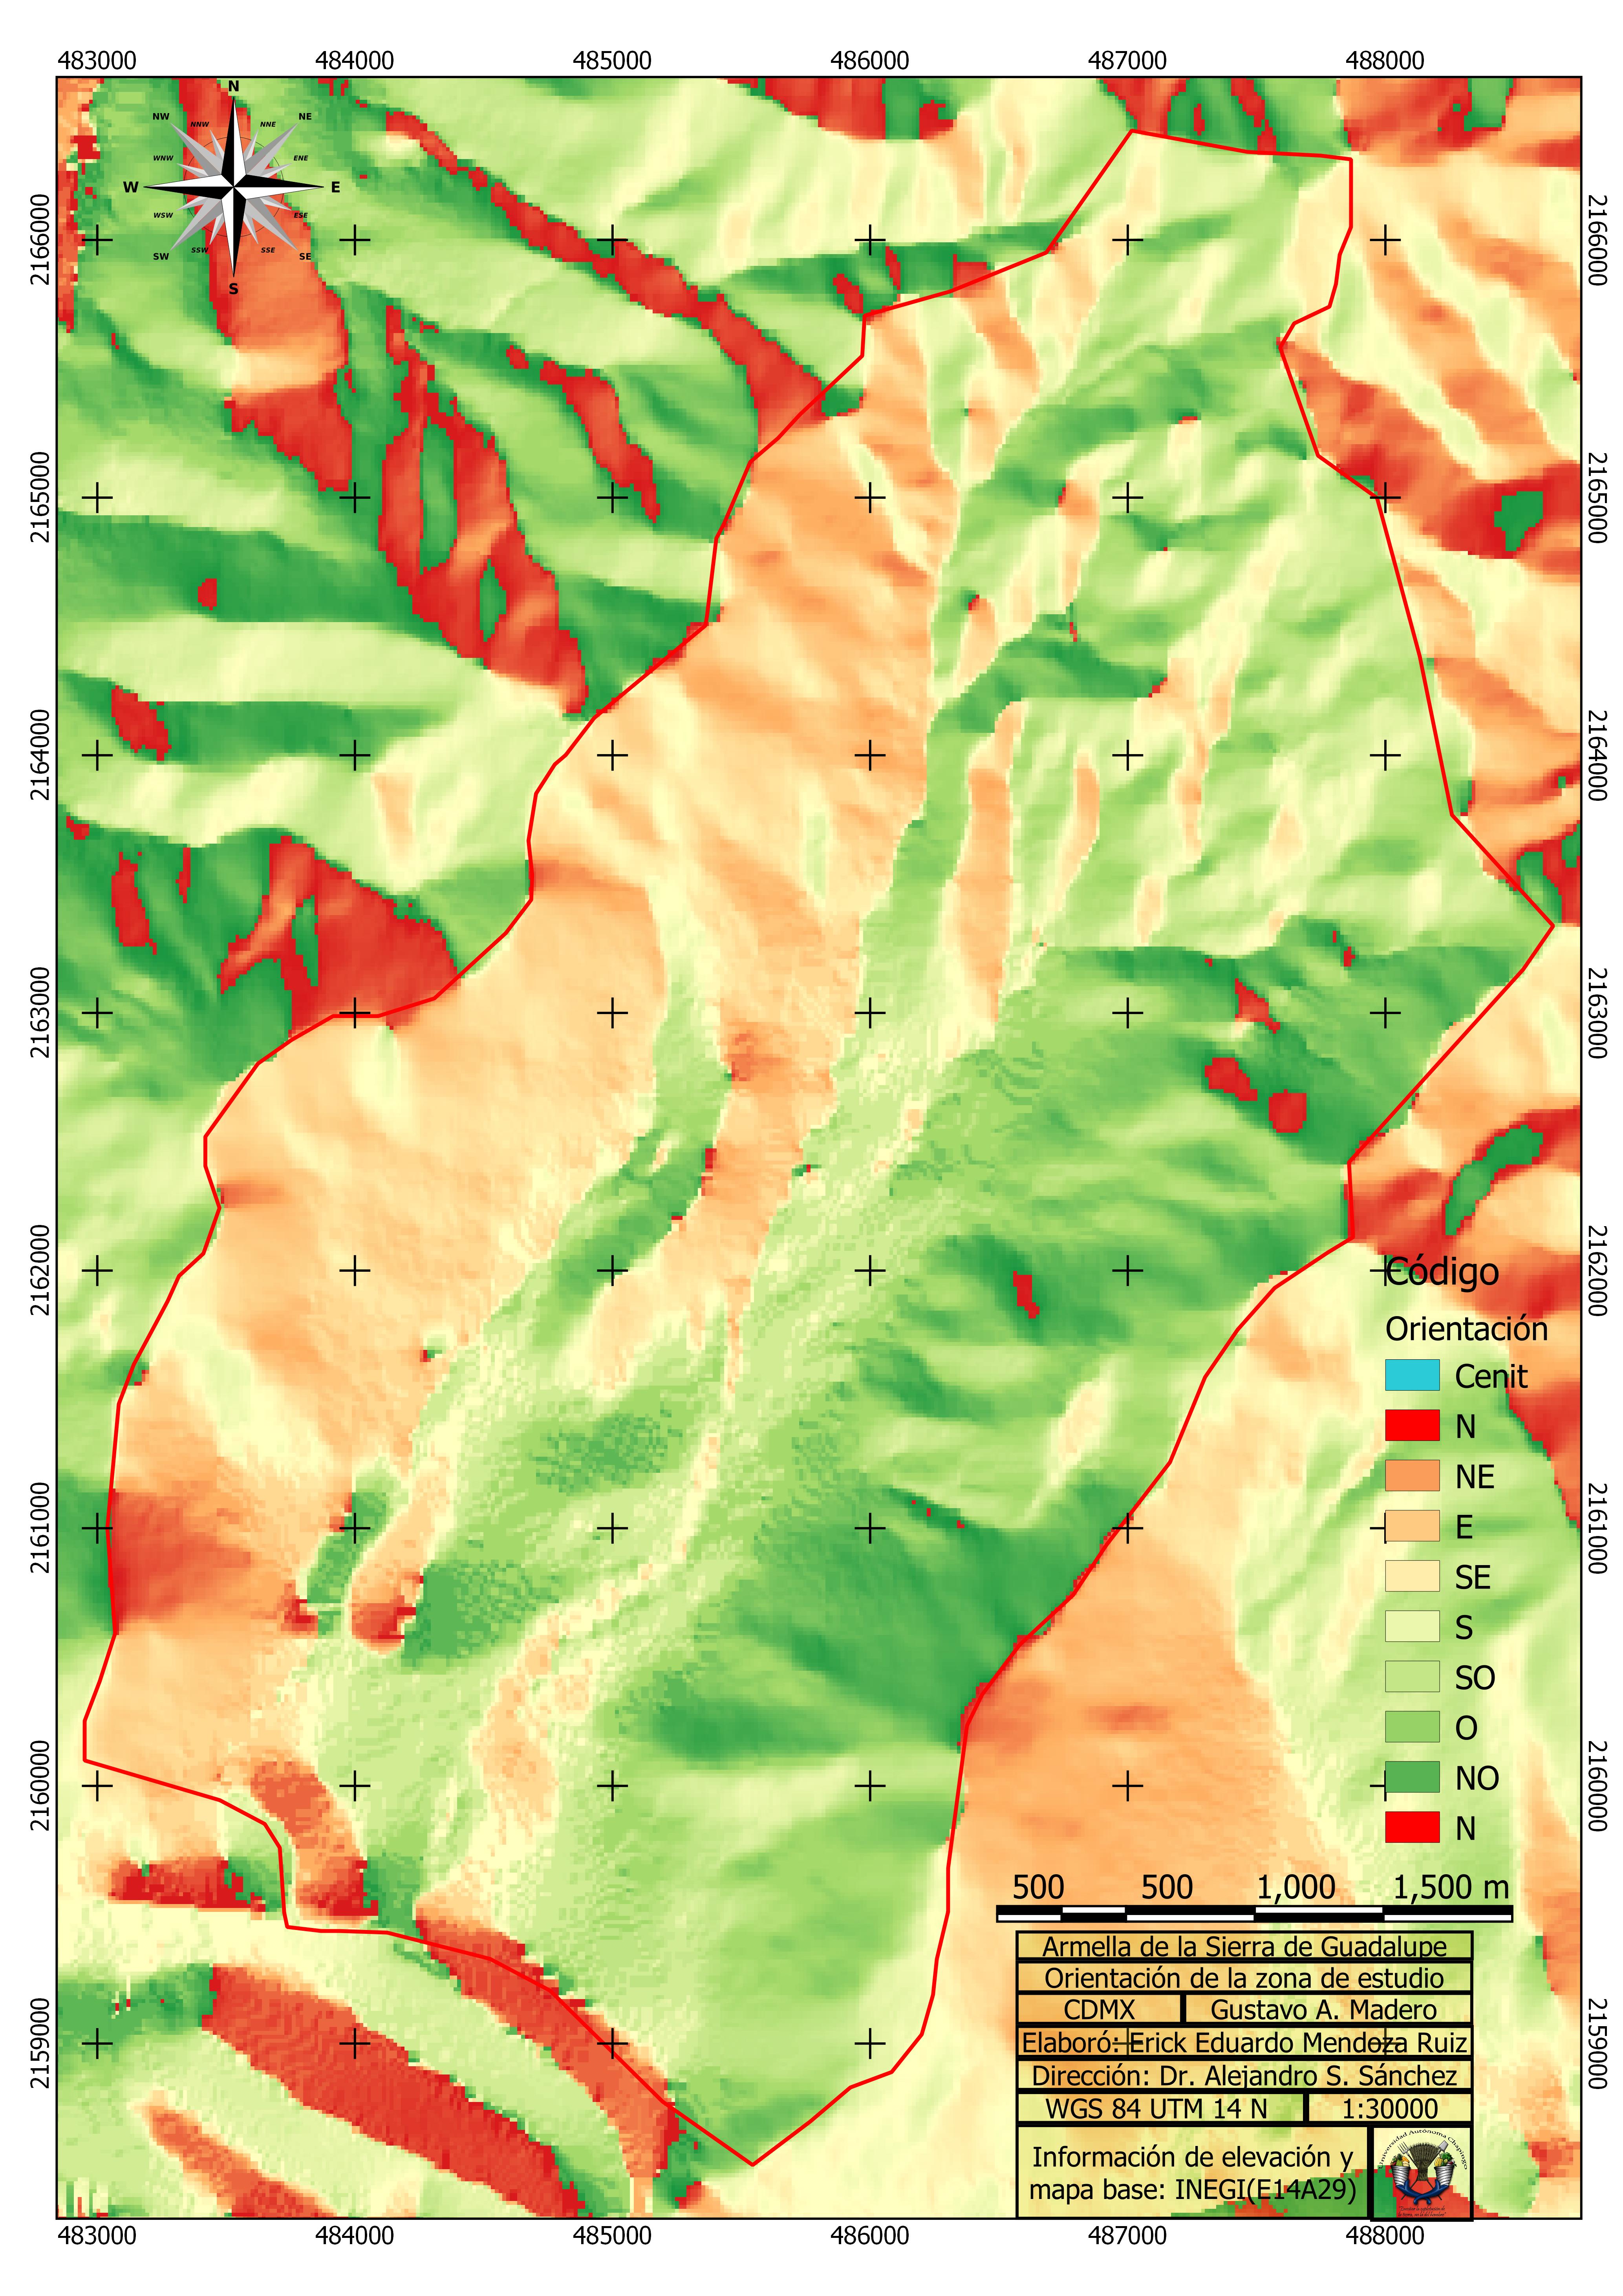 483000 484000 485000 486000 487000 488000
N
NW NNW NNE NE
WNW ENE
W E
WSW ESE
SW SSW SSE SE
S
2166000 2166000
2165000 2165000
2164000 2164000
2163000 2163000
2162000 2162000
2161000 2161000
2160000 2160000
2159000 2159000
Código
Orientación
Cenit
N
NE
E
SE
S
SO
O
NO
N
500 500 1,000 1,500 m
Armella de la Sierra de Guadalupe
Orientación de la zona de estudio
CDMX Gustavo A. Madero
Elaboró: Erick Eduardo Mendoza Ruiz
Dirección: Dr. Alejandro S. Sánchez
WGS 84 UTM 14 N 1:30000
Información de elevación y
mapa base: INEGI(E14A29)
Universidad Autónoma Chapingo
483000 484000 485000 486000 487000 488000